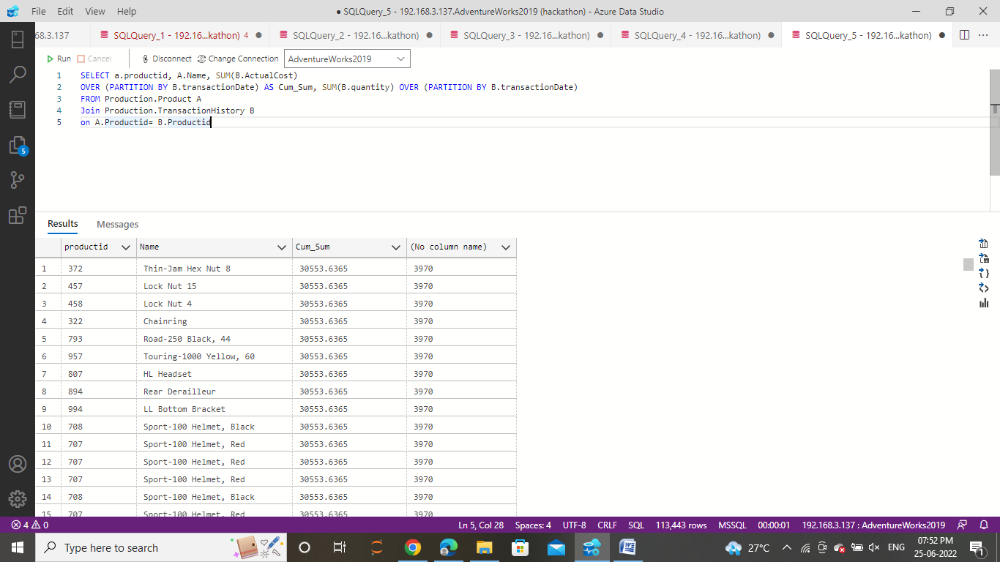 File Edit View Help
● SQLQuery_5 - 192.168.3.137.AdventureWorks2019 (hackathon) - Azure Data Studio
68.3.137
SQLQuery_1 - 192.16...kathon) 4
SQLQuery_2 - 192.16...kathon)
SQLQuery_3 - 192.16...kathon)
SQLQuery_4 - 192.16...kathon)
SQLQuery_5 - 192.16...kathon)
Run Cancel Disconnect Change Connection AdventureWorks2019
1 SELECT a.productid, A.Name, SUM(B.ActualCost)
2 OVER (PARTITION BY B.transactionDate) AS Cum_Sum, SUM(B.quantity) OVER (PARTITION BY B.transactionDate)
3 FROM Production.Product A
4 Join Production.TransactionHistory B
5 on A.Productid= B.Productid
5
Results Messages
productid Name Cum_Sum (No column name)
1 372 Thin-Jam Hex Nut 8 30553.6365 3970
2 457 Lock Nut 15 30553.6365 3970
3 458 Lock Nut 4 30553.6365 3970
4 322 Chainring 30553.6365 3970
5 793 Road-250 Black, 44 30553.6365 3970
6 957 Touring-1000 Yellow, 60 30553.6365 3970
7 807 HL Headset 30553.6365 3970
8 894 Rear Derailleur 30553.6365 3970
9 994 LL Bottom Bracket 30553.6365 3970
10 708 Sport-100 Helmet, Black 30553.6365 3970
11 707 Sport-100 Helmet, Red 30553.6365 3970
12 707 Sport-100 Helmet, Red 30553.6365 3970
13 707 Sport-100 Helmet, Red 30553.6365 3970
14 708 Sport-100 Helmet, Black 30553.6365 3970
15 707 Sport-100 Helmet, Red 30553.6365 3970
4 0 Ln 5, Col 28 Spaces: 4 UTF-8 CRLF SQL 113,443 rows MSSQL 00:00:01 192.168.3.137 : AdventureWorks2019
Type here to search
27°C ENG
07:52 PM
25-06-2022
1